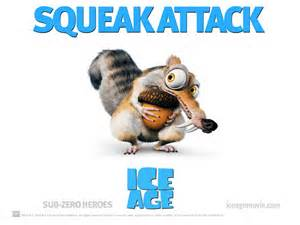 SQUEAK ATTACK
ICE
AGE
SUB-ZERO HEROES
iceagemovie.com